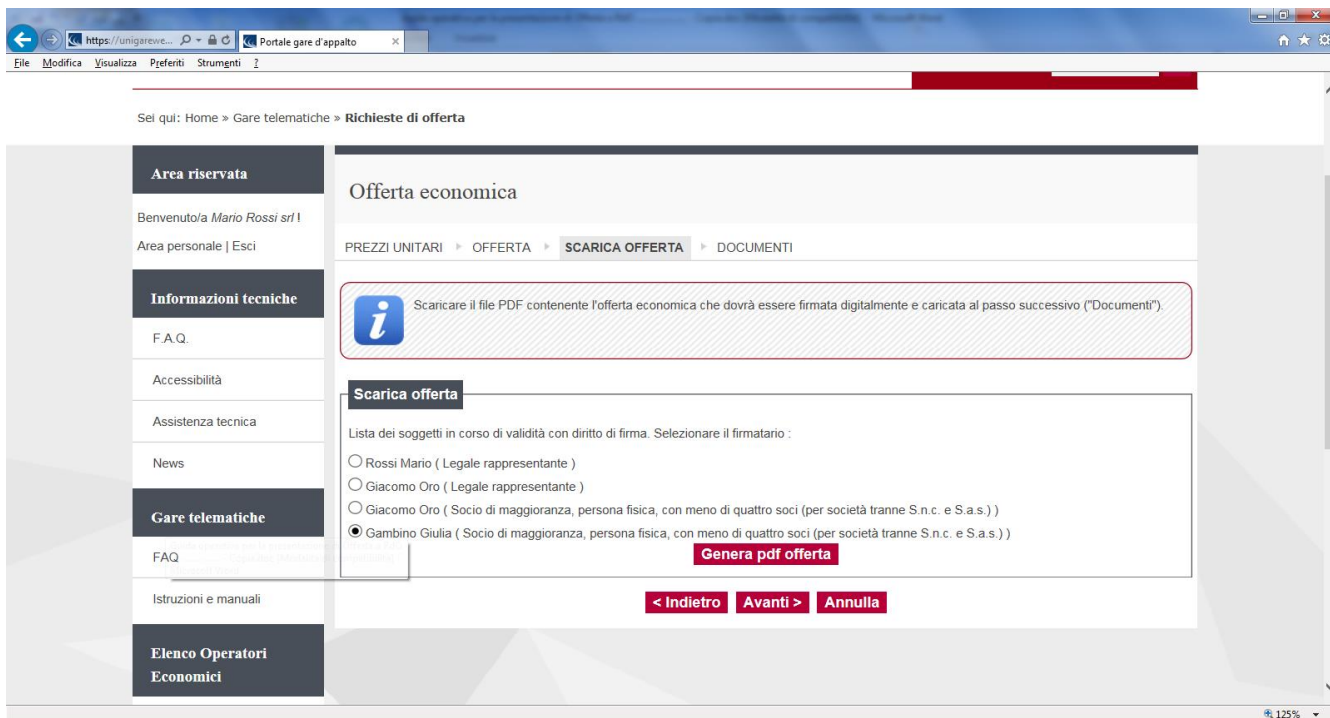 https://unigarewe...
Portale gare d'appalto
File Modifica Visualizza Preferiti Strumenti ?
Sei qui: Home » Gare telematiche » Richieste di offerta
Area riservata
Benvenuto/a Mario Rossi srl !
Area personale | Esci
Informazioni tecniche
F.A.Q.
Accessibilità
Assistenza tecnica
News
Gare telematiche
FAQ
Istruzioni e manuali
Elenco Operatori
Economici
Offerta economica
PREZZI UNITARI OFFERTA SCARICA OFFERTA DOCUMENTI
i
Scaricare il file PDF contenente l'offerta economica che dovrà essere firmata digitalmente e caricata al passo successivo ("Documenti").
Scarica offerta
Lista dei soggetti in corso di validità con diritto di firma. Selezionare il firmatario :
Rossi Mario ( Legale rappresentante )
Giacomo Oro ( Legale rappresentante )
Giacomo Oro ( Socio di maggioranza, persona fisica, con meno di quattro soci (per società tranne S.n.c. e S.a.s.) )
Gambino Giulia ( Socio di maggioranza, persona fisica, con meno di quattro soci (per società tranne S.n.c. e S.a.s.) )
Genera pdf offerta
< Indietro Avanti > Annulla
125%